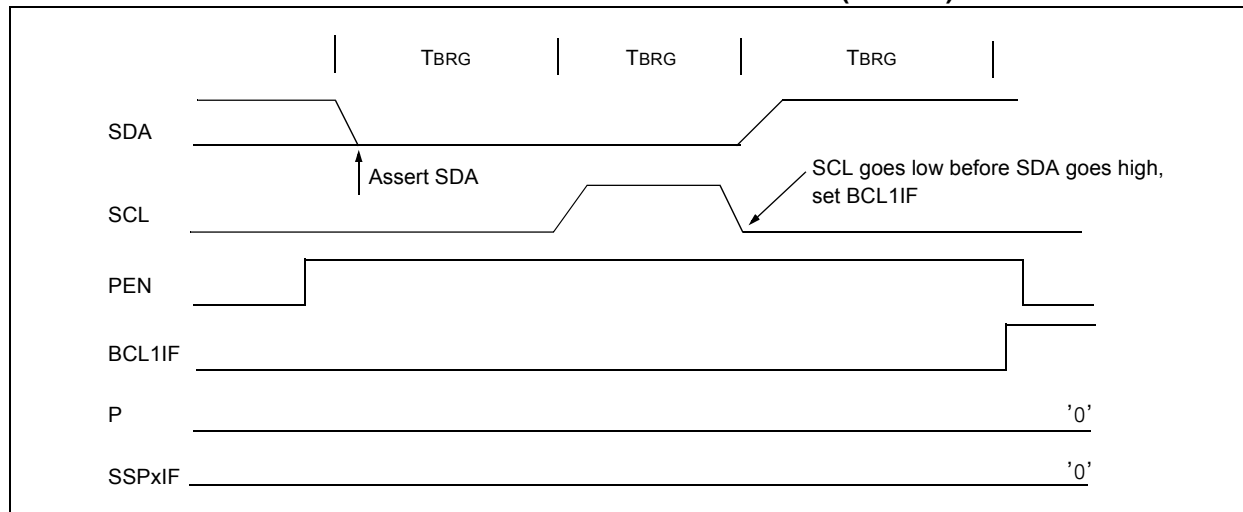 TBRG TBRG TBRG
SDA
Assert SDA
SCL goes low before SDA goes high,
set BCL1IF
SCL
PEN
BCL1IF
P '0'
SSPxIF '0'